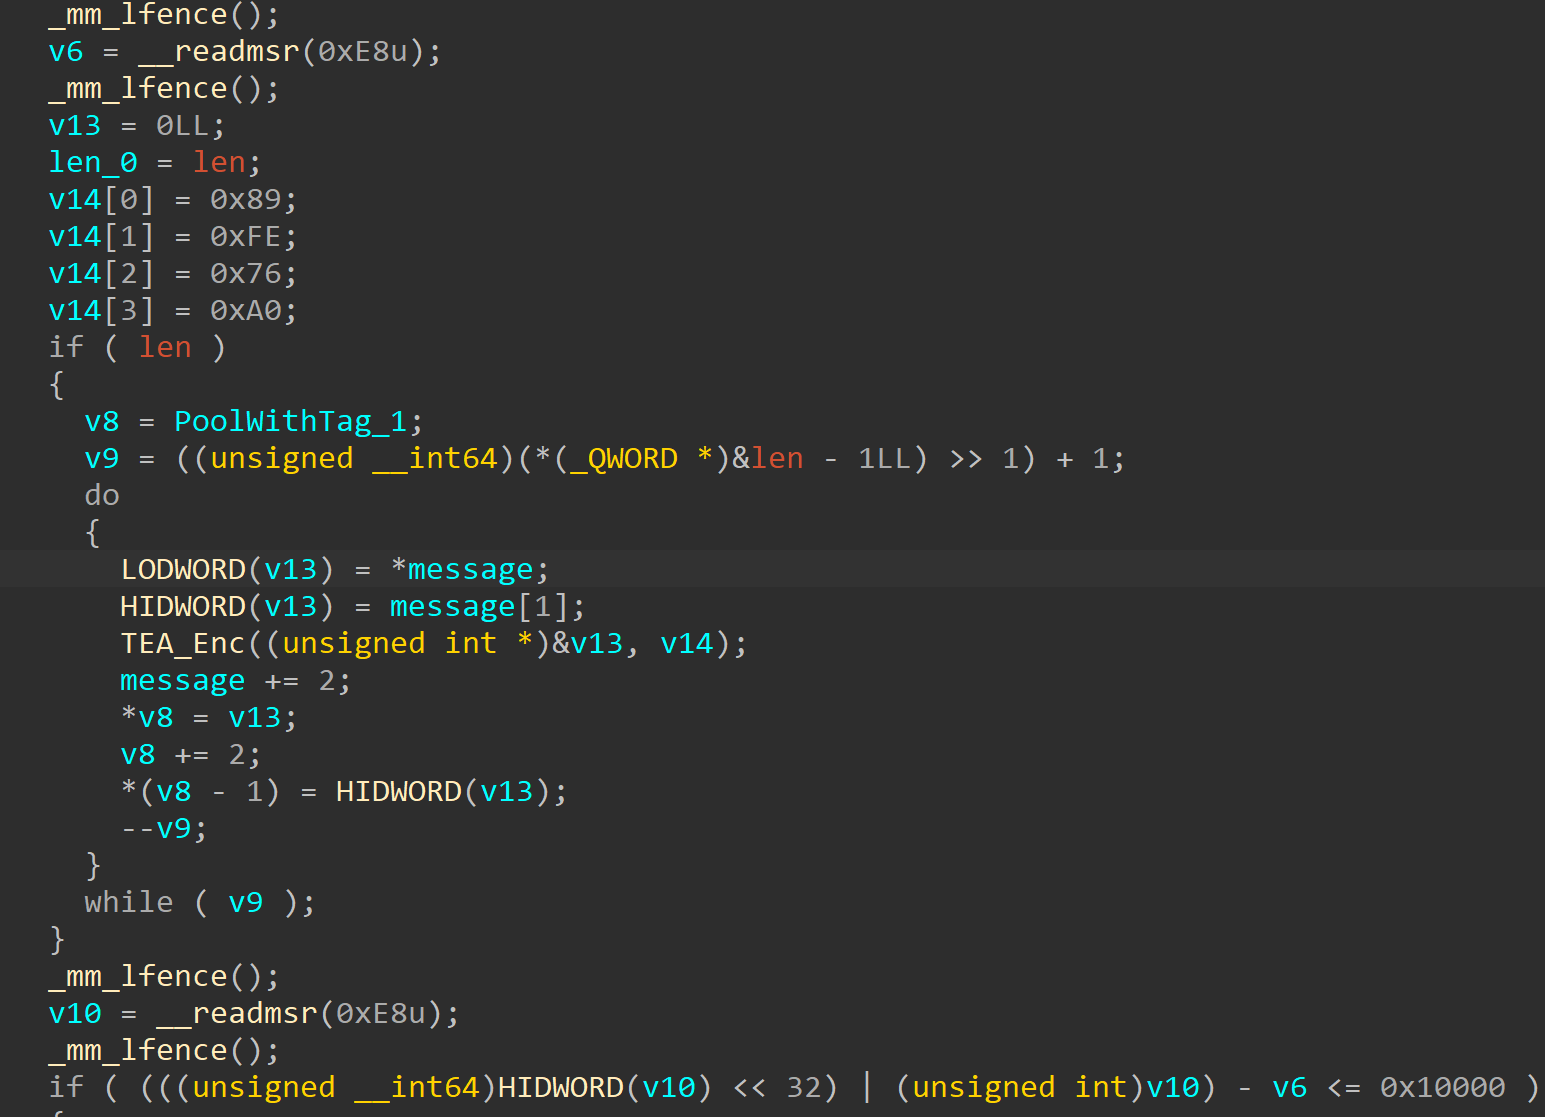 _mm_lfence();
v6 = __readmsr(0xE8u);
_mm_lfence();
v13 = 0LL;
len_0 = len;
v14[0] = 0x89;
v14[1] = 0xFE;
v14[2] = 0x76;
v14[3] = 0xA0;
if ( len )
{
v8 = PoolWithTag_1;
v9 = ((unsigned __int64)(*(_QWORD *)&len - 1LL) >> 1) + 1;
do
{
LODWORD(v13) = *message;
HIDWORD(v13) = message[1];
TEA_Enc((unsigned int *)&v13, v14);
message += 2;
*v8 = v13;
v8 += 2;
*(v8 - 1) = HIDWORD(v13);
--v9;
}
while ( v9 );
}
_mm_lfence();
v10 = __readmsr(0xE8u);
_mm_lfence();
if ( (((unsigned __int64)HIDWORD(v10) << 32) | (unsigned int)v10) - v6 <= 0x10000 )